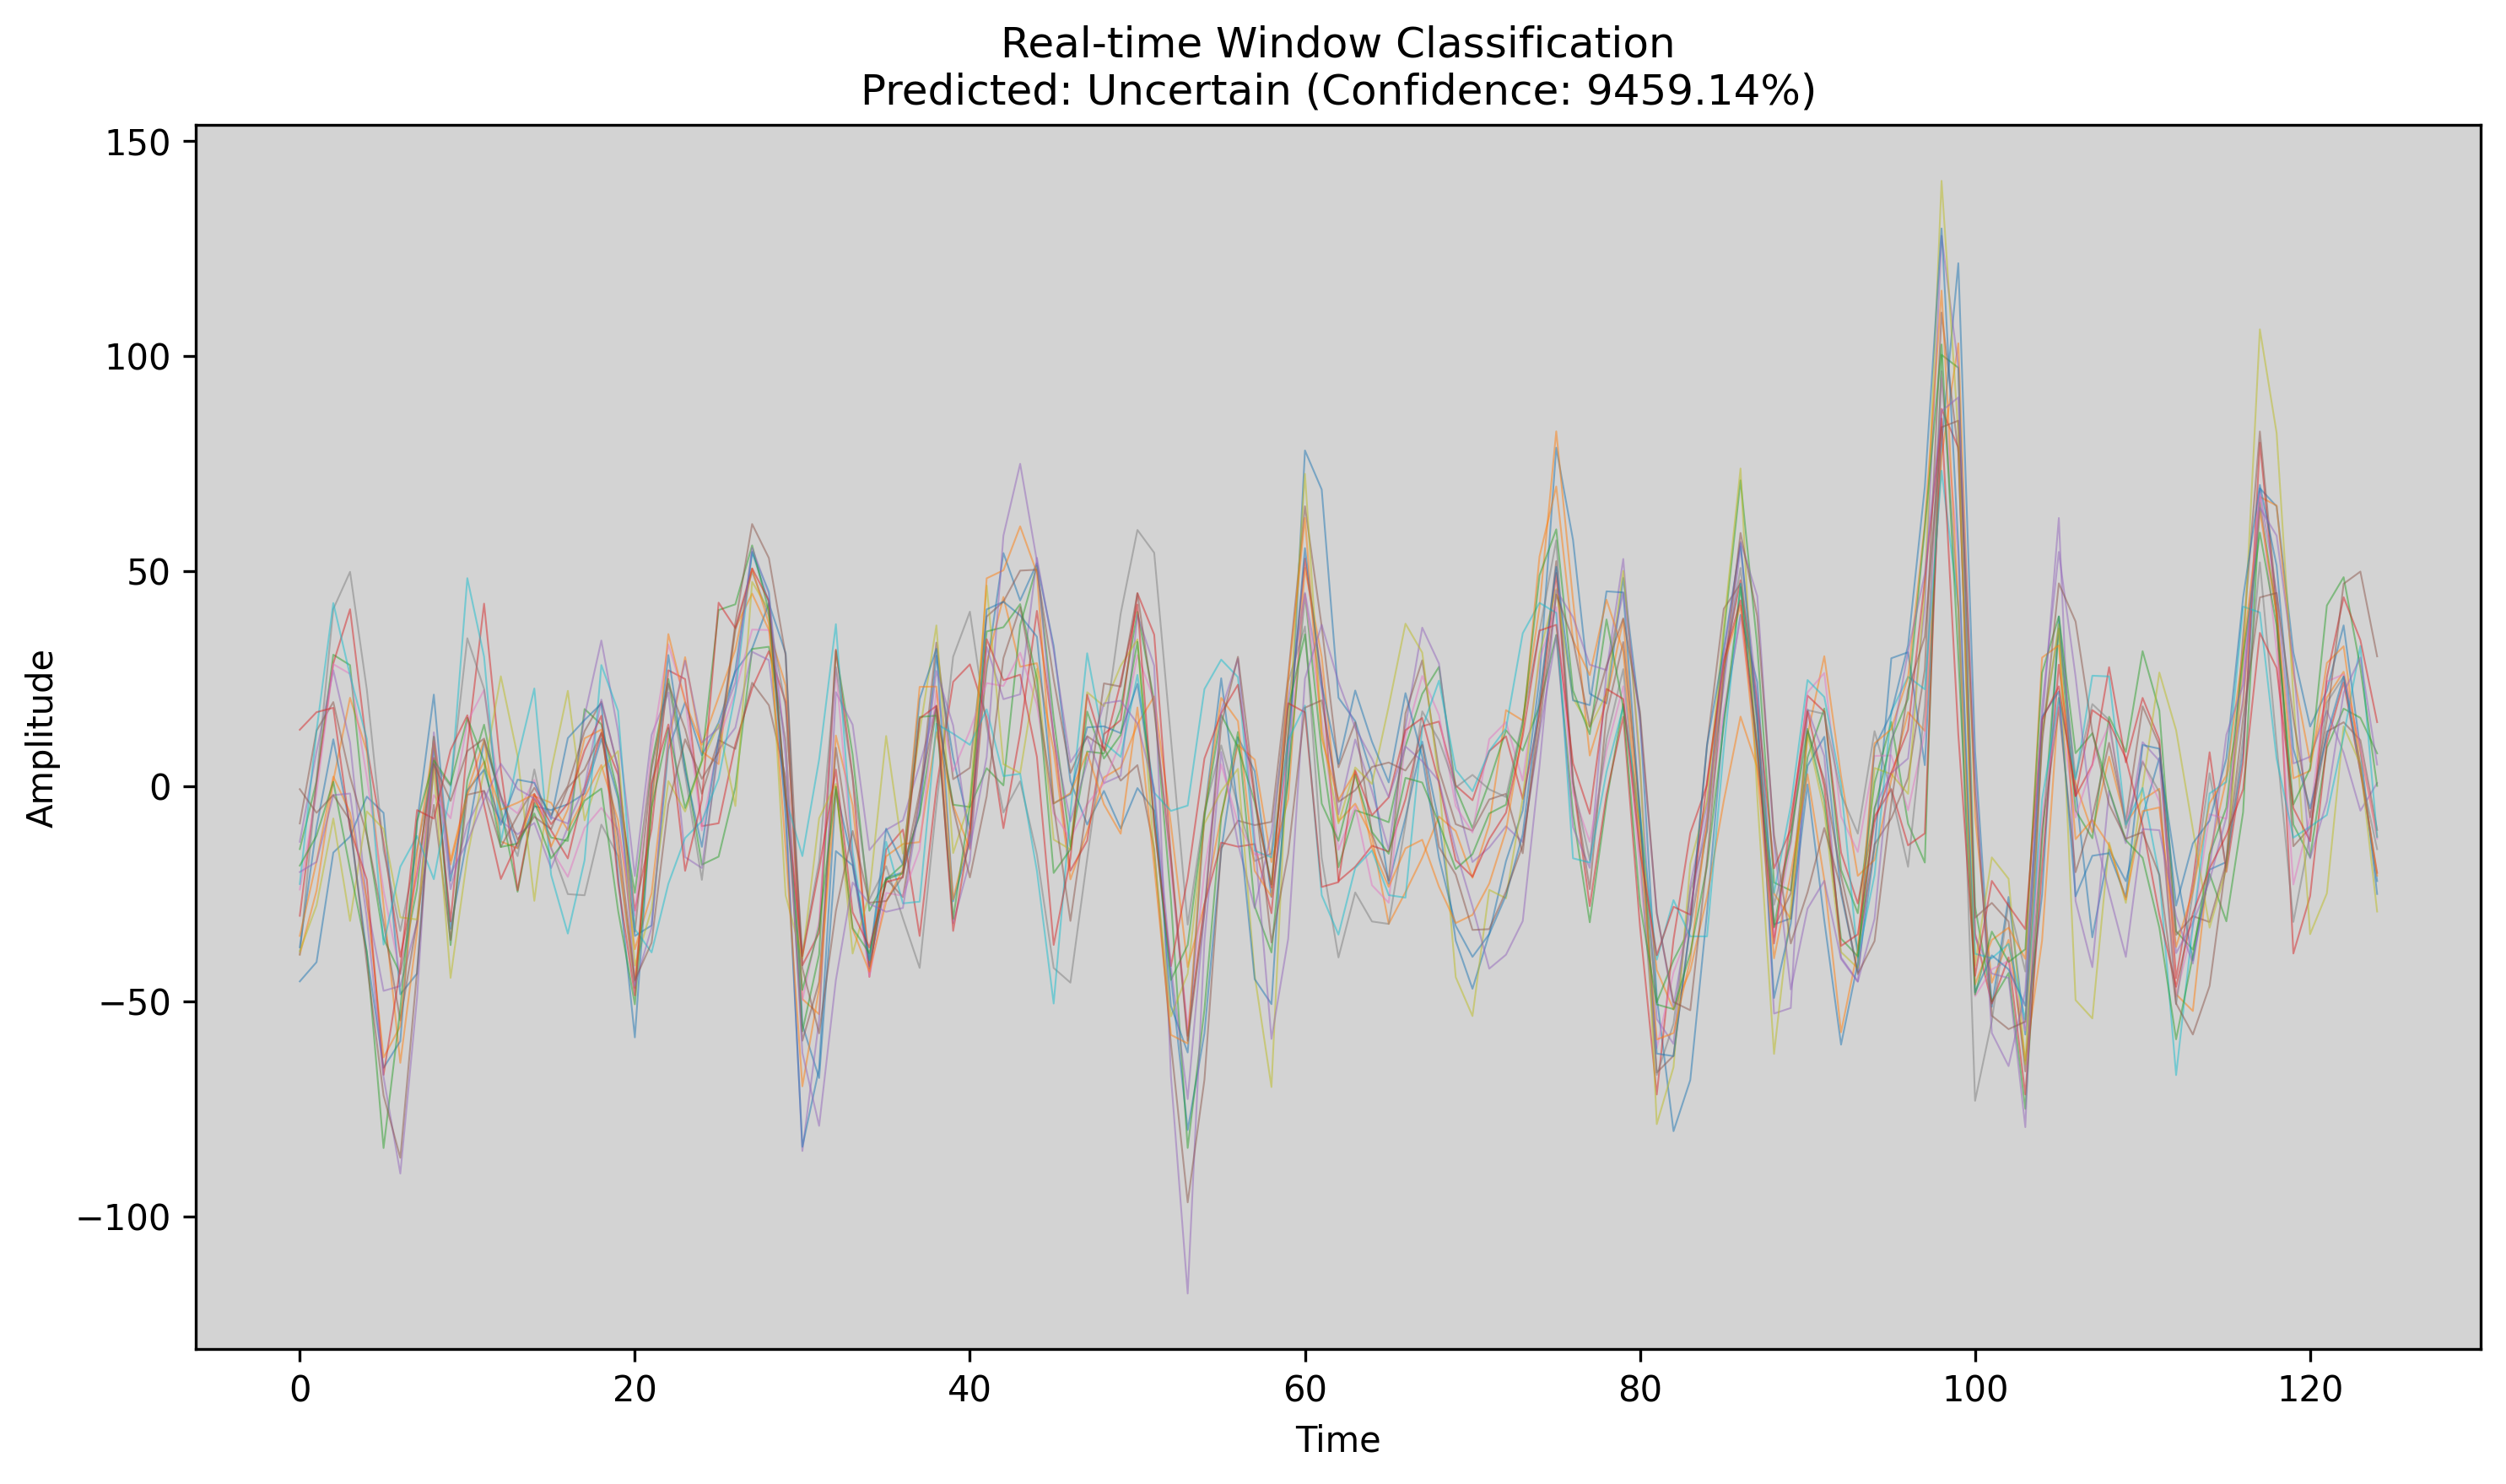 Real-time Window Classification
Predicted: Uncertain (Confidence: 9459.14%)
150
100
50
0
−50
−100
Amplitude
0 20 40 60 80 100 120
Time